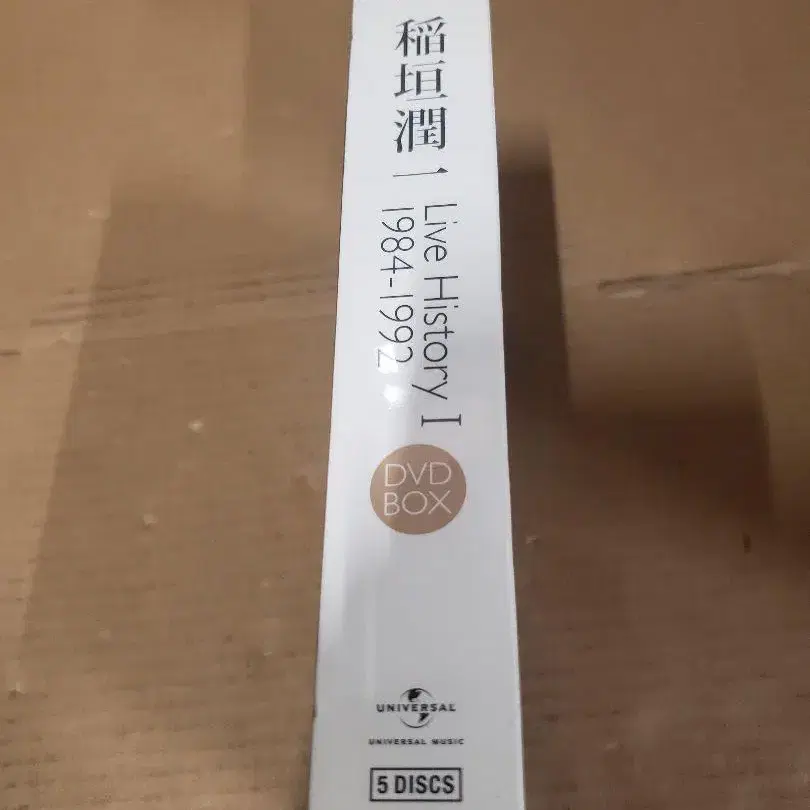 稲垣潤一
Live History I
1984-1992
DVD
BOX
UNIVERSAL
UNIVERSAL MUSIC
5 DISCS